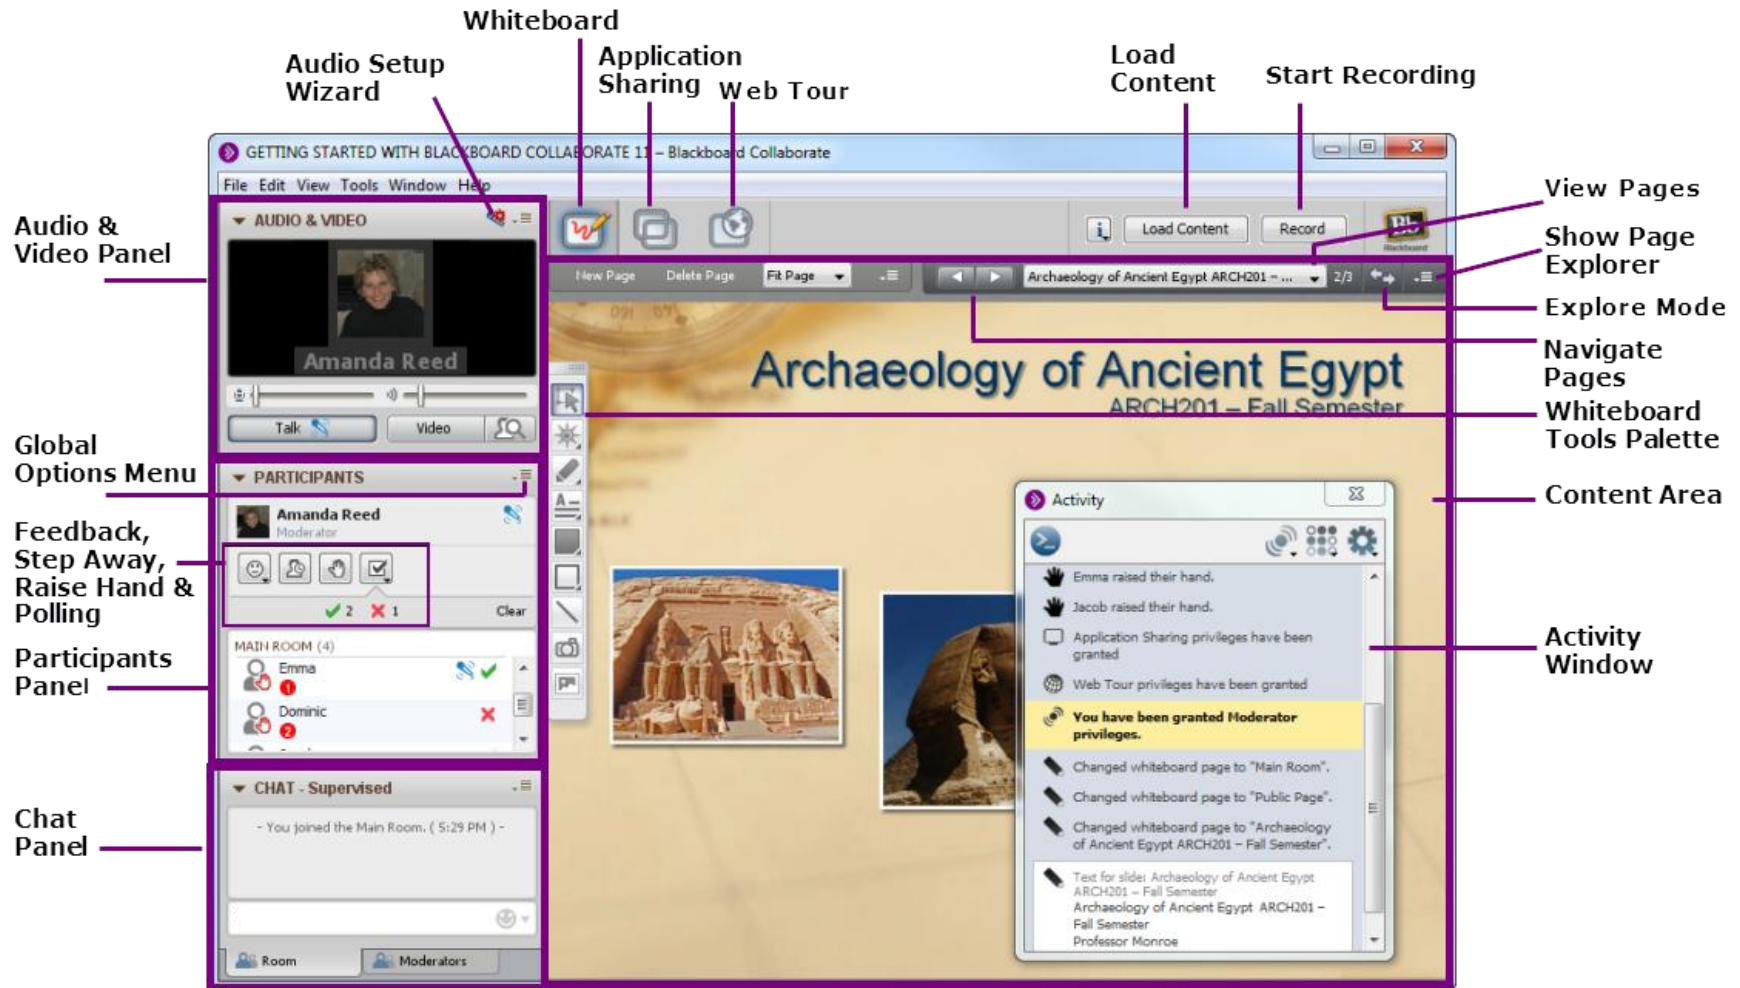 Whiteboard
Application
Sharing
Web Tour
Audio Setup
Wizard
Load
Content
Start Recording
GETTING STARTED WITH BLACKBOARD COLLABORATE 11 – Blackboard Collaborate
File Edit View Tools Window Help
Audio &
Video Panel
AUDIO & VIDEO
Amanda Reed
Talk
Video
Global
Options Menu
PARTICIPANTS
Amanda Reed
Moderator
Feedback,
Step Away,
Raise Hand &
Polling
2
1
Clear
Participants
Panel
MAIN ROOM (4)
Emma
1
Dominic
2
Chat
Panel
CHAT - Supervised
- You joined the Main Room. ( 5:29 PM ) -
Room
Moderators
i
Load Content
Record
Bb
Blackboard
New Page
Delete Page
Fit Page
Archaeology of Ancient Egypt ARCH201 – ...
2/3
Archaeology of Ancient Egypt
ARCH201 – Fall Semester
Activity
Emma raised their hand.
Jacob raised their hand.
Application Sharing privileges have been
granted
Web Tour privileges have been granted
You have been granted Moderator
privileges.
Changed whiteboard page to "Main Room".
Changed whiteboard page to "Public Page".
Changed whiteboard page to "Archaeology
of Ancient Egypt ARCH201 – Fall Semester".
Text for slide: Archaeology of Ancient Egypt
ARCH201 – Fall Semester
Archaeology of Ancient Egypt ARCH201 –
Fall Semester
Professor Monroe
View Pages
Show Page
Explorer
Explore Mode
Navigate
Pages
Whiteboard
Tools Palette
Content Area
Activity
Window